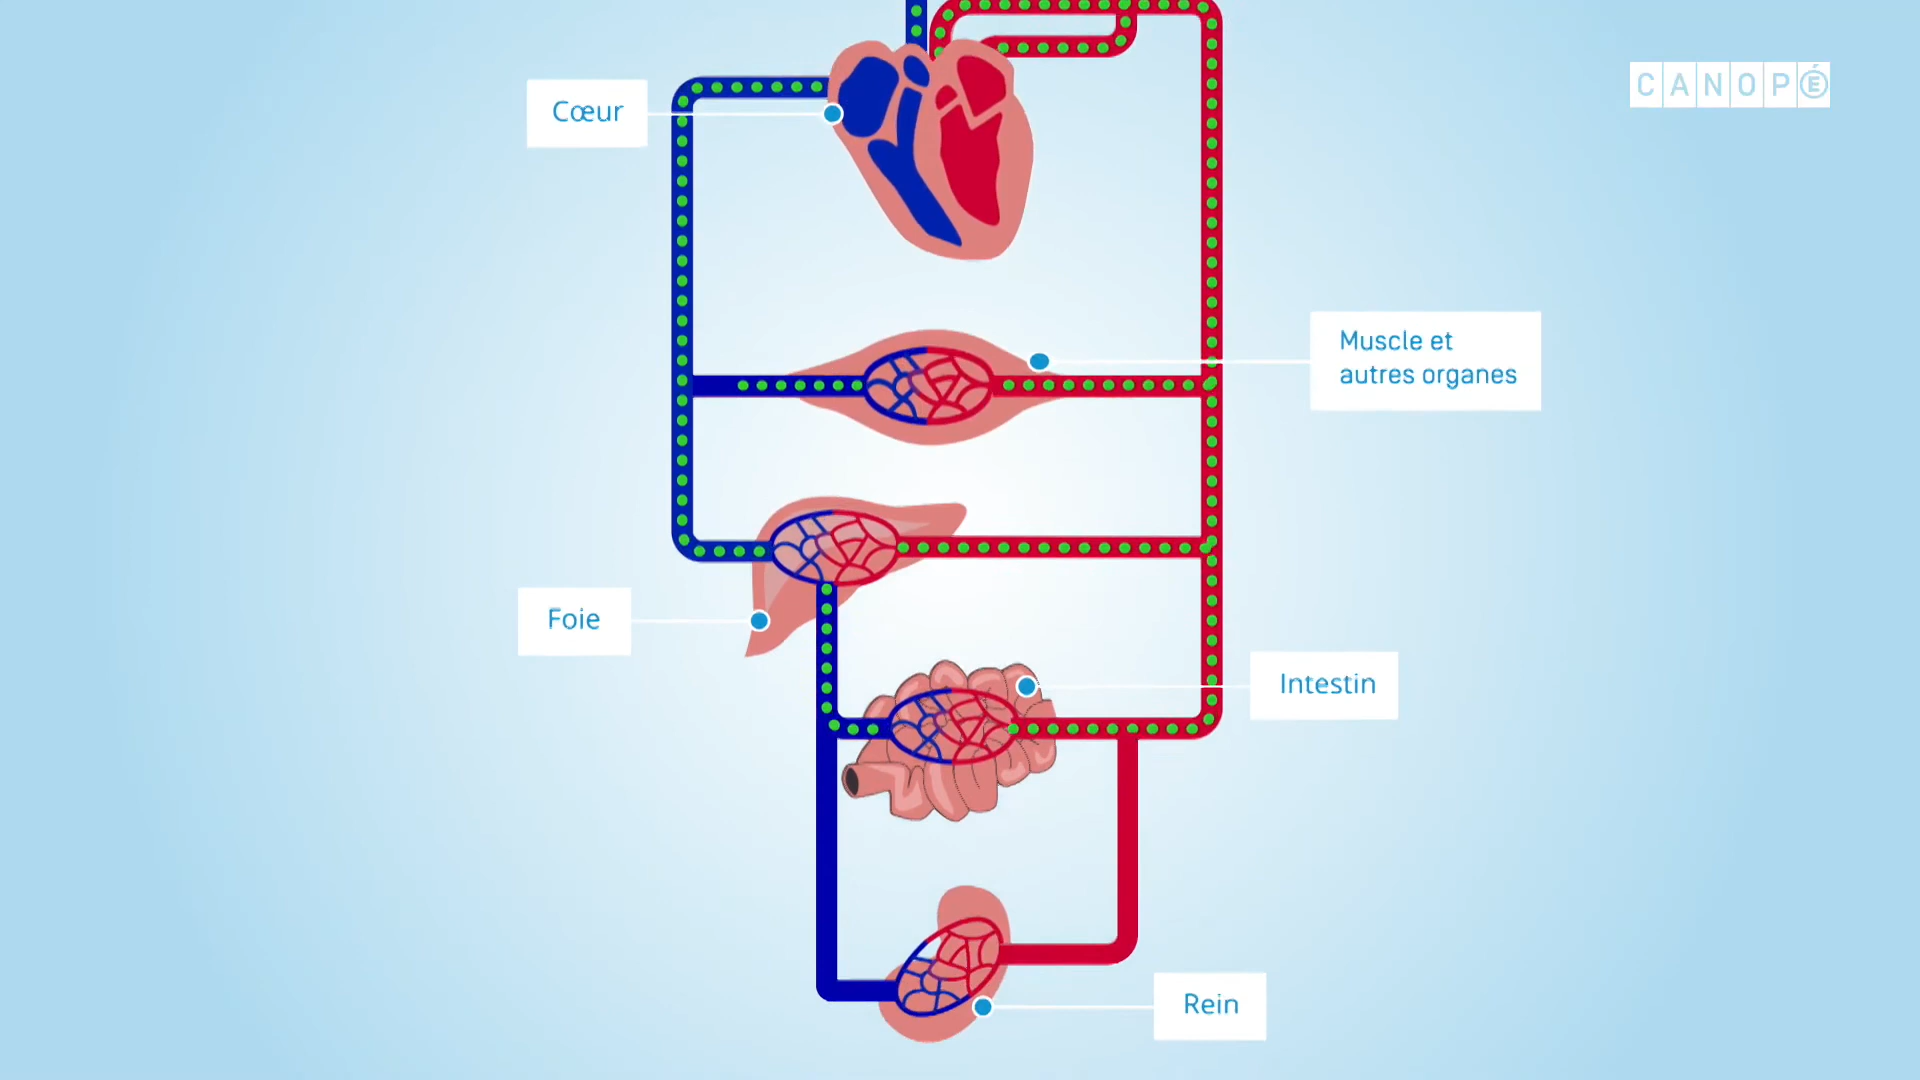 CANOPÉ
Cœur
Muscle et
autres organes
Foie
Intestin
Rein